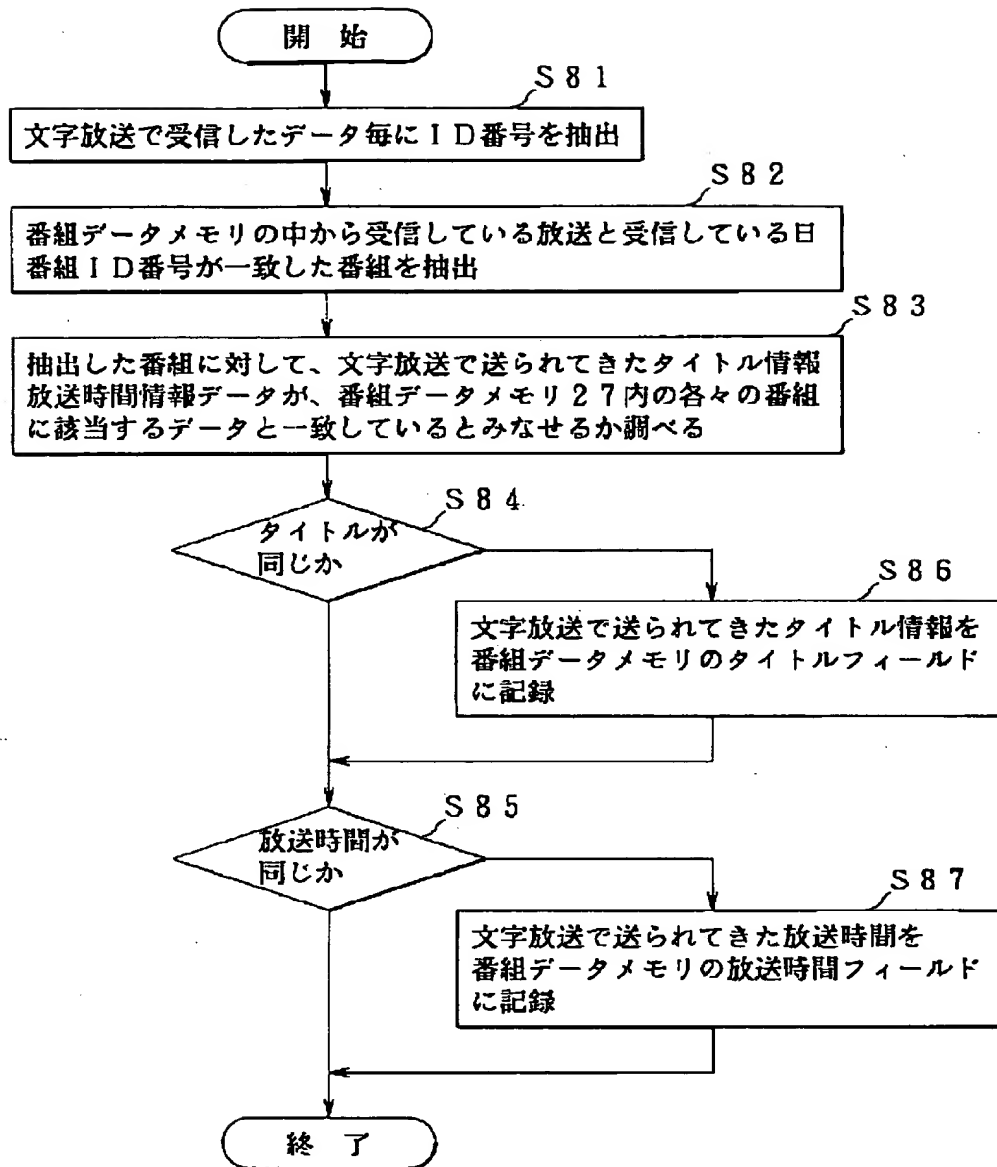 開 始
S81
文字放送で受信したデータ毎にID番号を抽出
S82
番組データメモリの中から受信している放送と受信している日
番組ID番号が一致した番組を抽出
S83
抽出した番組に対して、文字放送で送られてきたタイトル情報
放送時間情報データが、番組データメモリ27内の各々の番組
に該当するデータと一致しているとみなせるか調べる
S84
タイトルが
同じか
S86
文字放送で送られてきたタイトル情報を
番組データメモリのタイトルフィールド
に記録
S85
放送時間が
同じか
S87
文字放送で送られてきた放送時間を
番組データメモリの放送時間フィールド
に記録
終 了